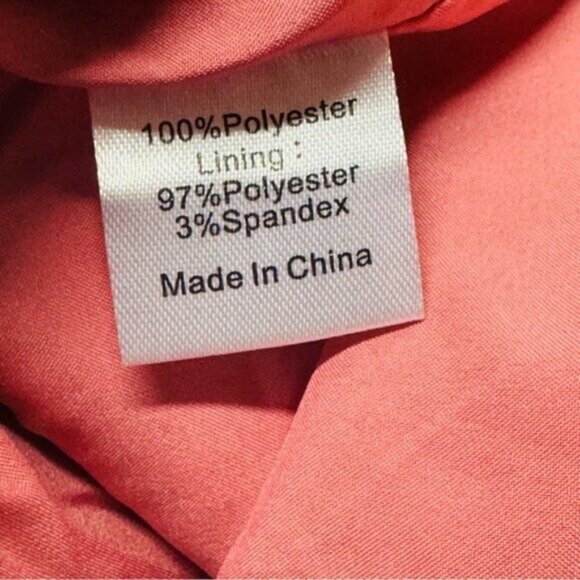 100%Polyester
Lining :
97%Polyester
3%Spandex
Made In China